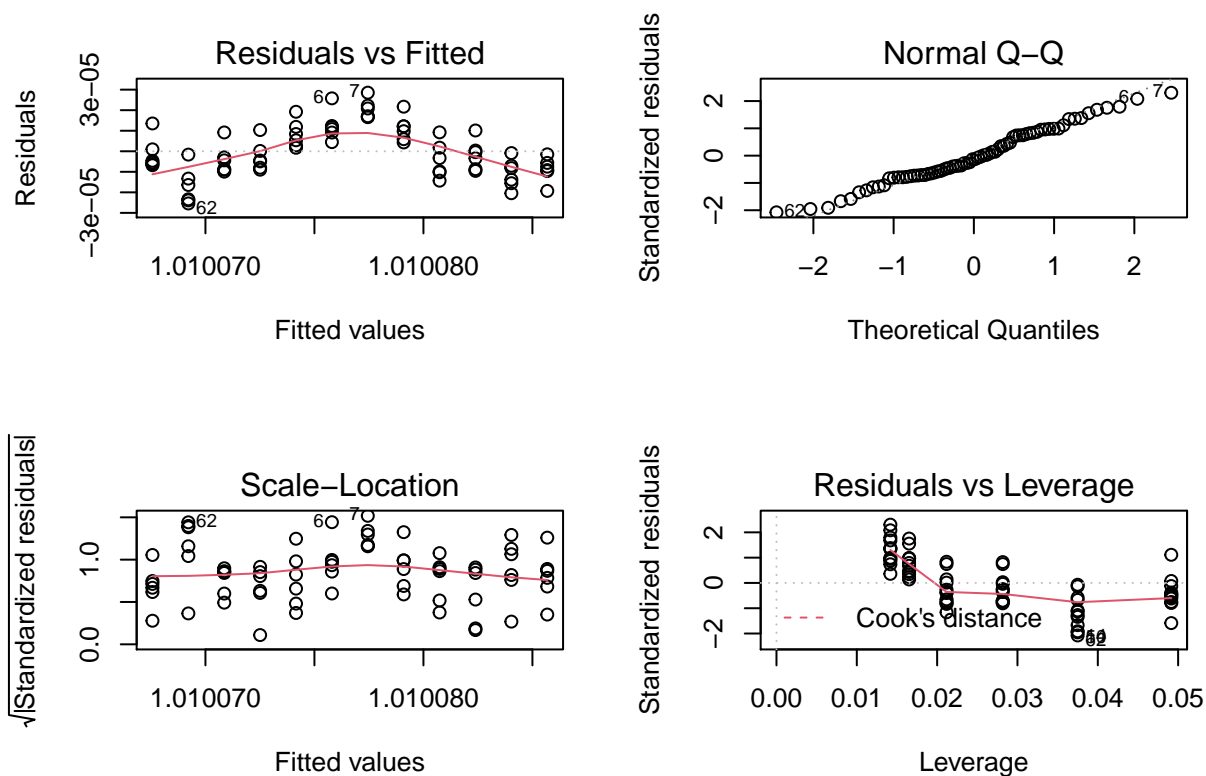 Residuals vs Fitted
Residuals
3e−05
−3e−05
6
7
62
1.010070
1.010080
Fitted values
Normal Q−Q
Standardized residuals
2
0
−2
6
7
62
−2
−1
0
1
2
Theoretical Quantiles
Scale−Location
√|Standardized residuals|
1.0
0.0
62
6
7
1.010070
1.010080
Fitted values
Residuals vs Leverage
Standardized residuals
2
0
−2
Cook's distance
62
0.00
0.01
0.02
0.03
0.04
0.05
Leverage